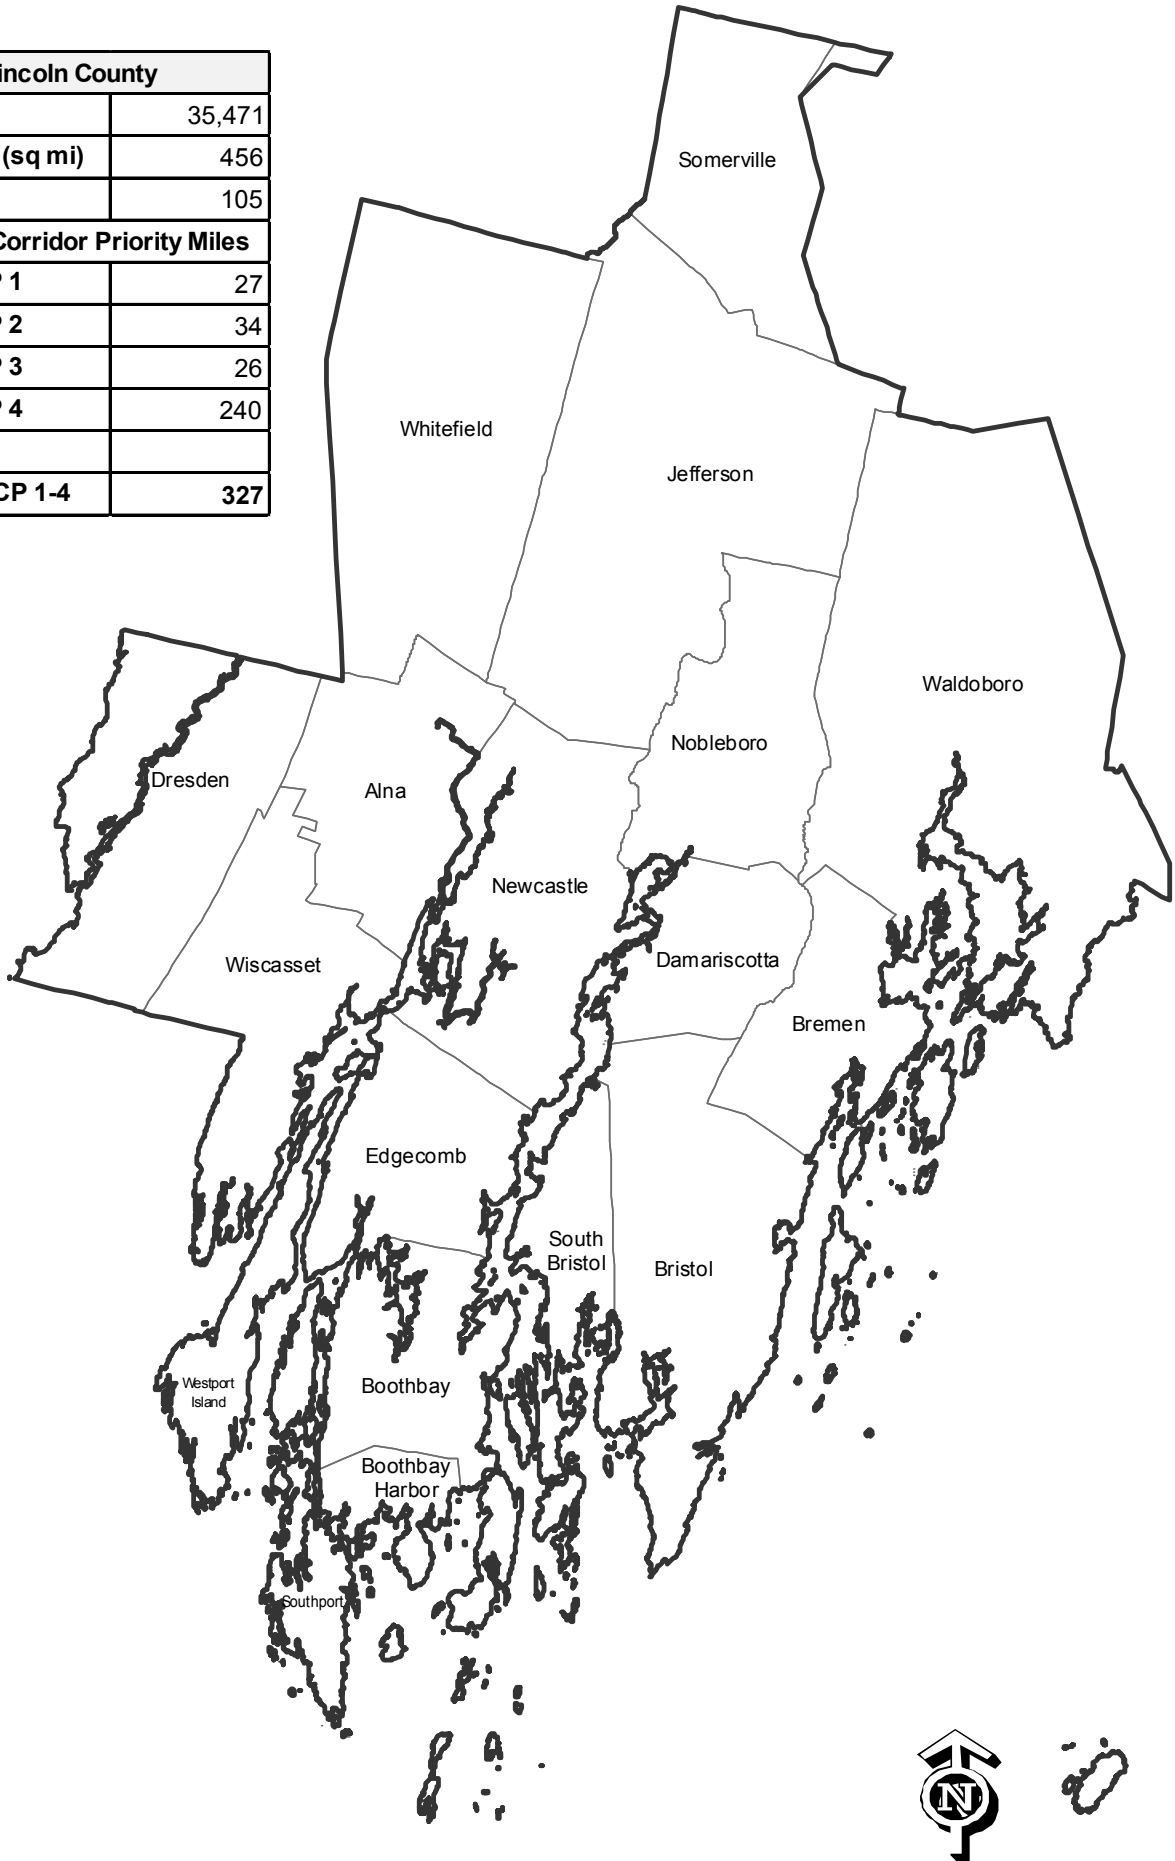 incoln County
35,471
(sq mi) 456
105
Corridor Priority Miles
P 1 27
P 2 34
P 3 26
P 4 240
CP 1-4 327
Somerville
Whitefield
Jefferson
Waldoboro
Nobleboro
Dresden
Alna
Newcastle
Wiscasset
Damariscotta
Bremen
Edgecomb
South
Bristol
Bristol
Westport
Island
Boothbay
Boothbay
Harbor
Southport
N